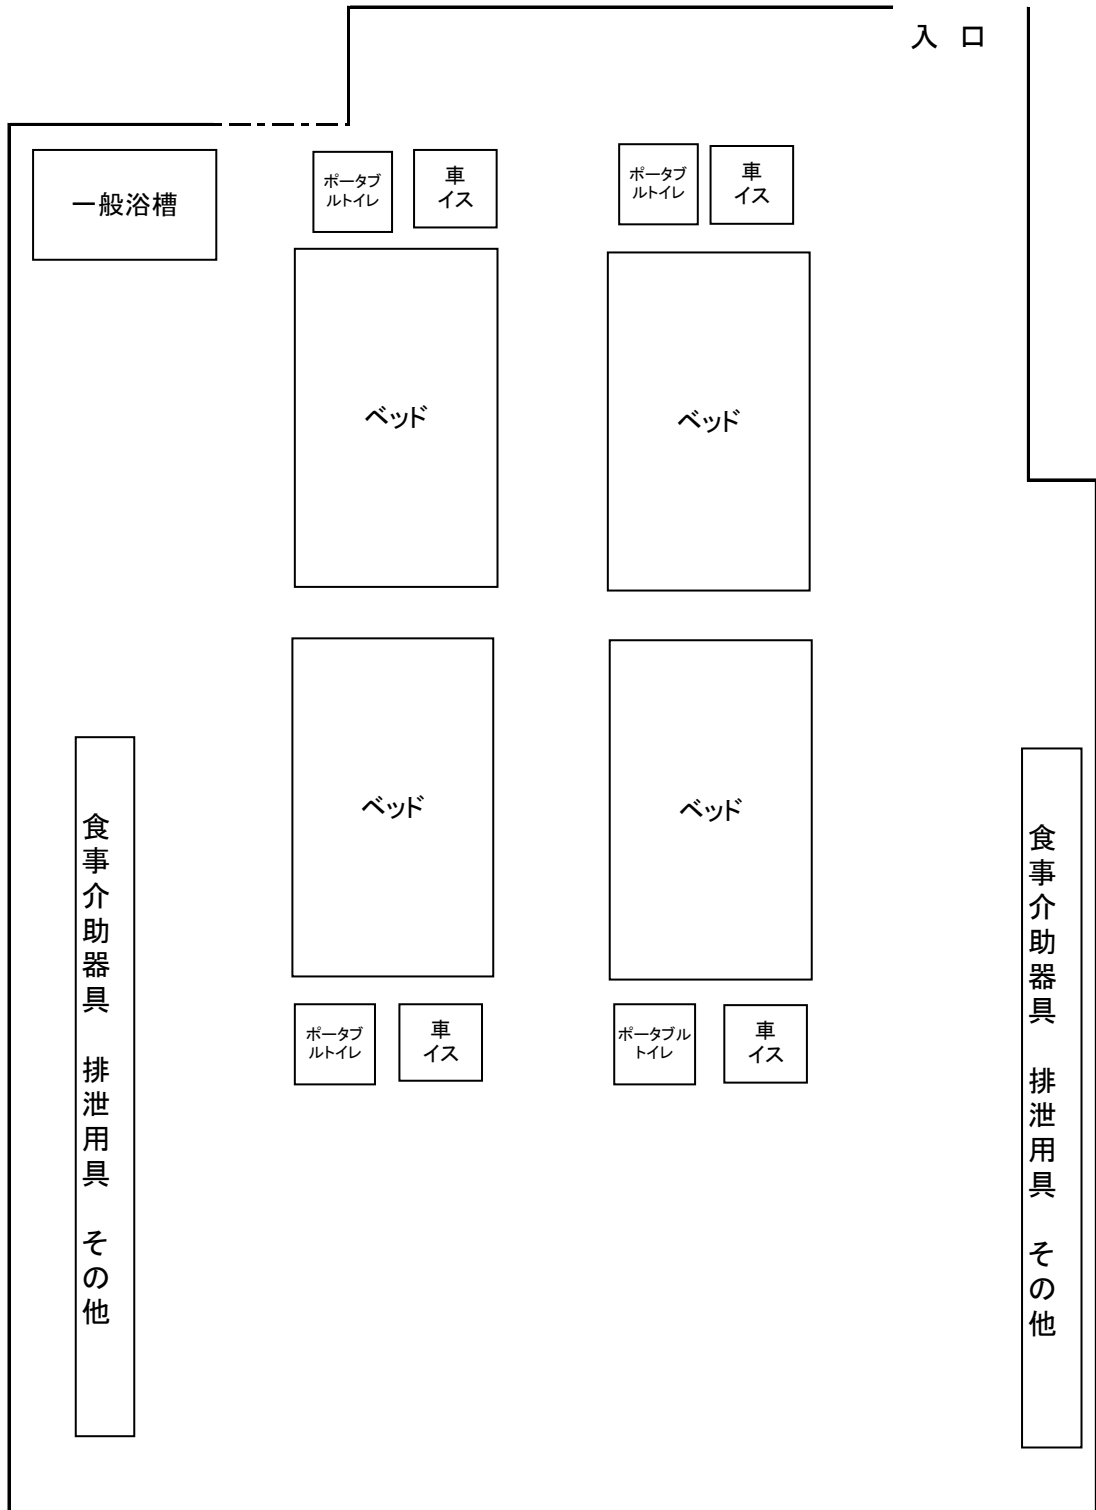 入 口
一般浴槽
ポータブ
ルトイレ
車
イス
ポータブ
ルトイレ
車
イス
ベッド
ベッド
ベッド
ベッド
食事介助器具　排泄用具　その他
食事介助器具　排泄用具　その他
ポータブ
ルトイレ
車
イス
ポータブル
トイレ
車
イス